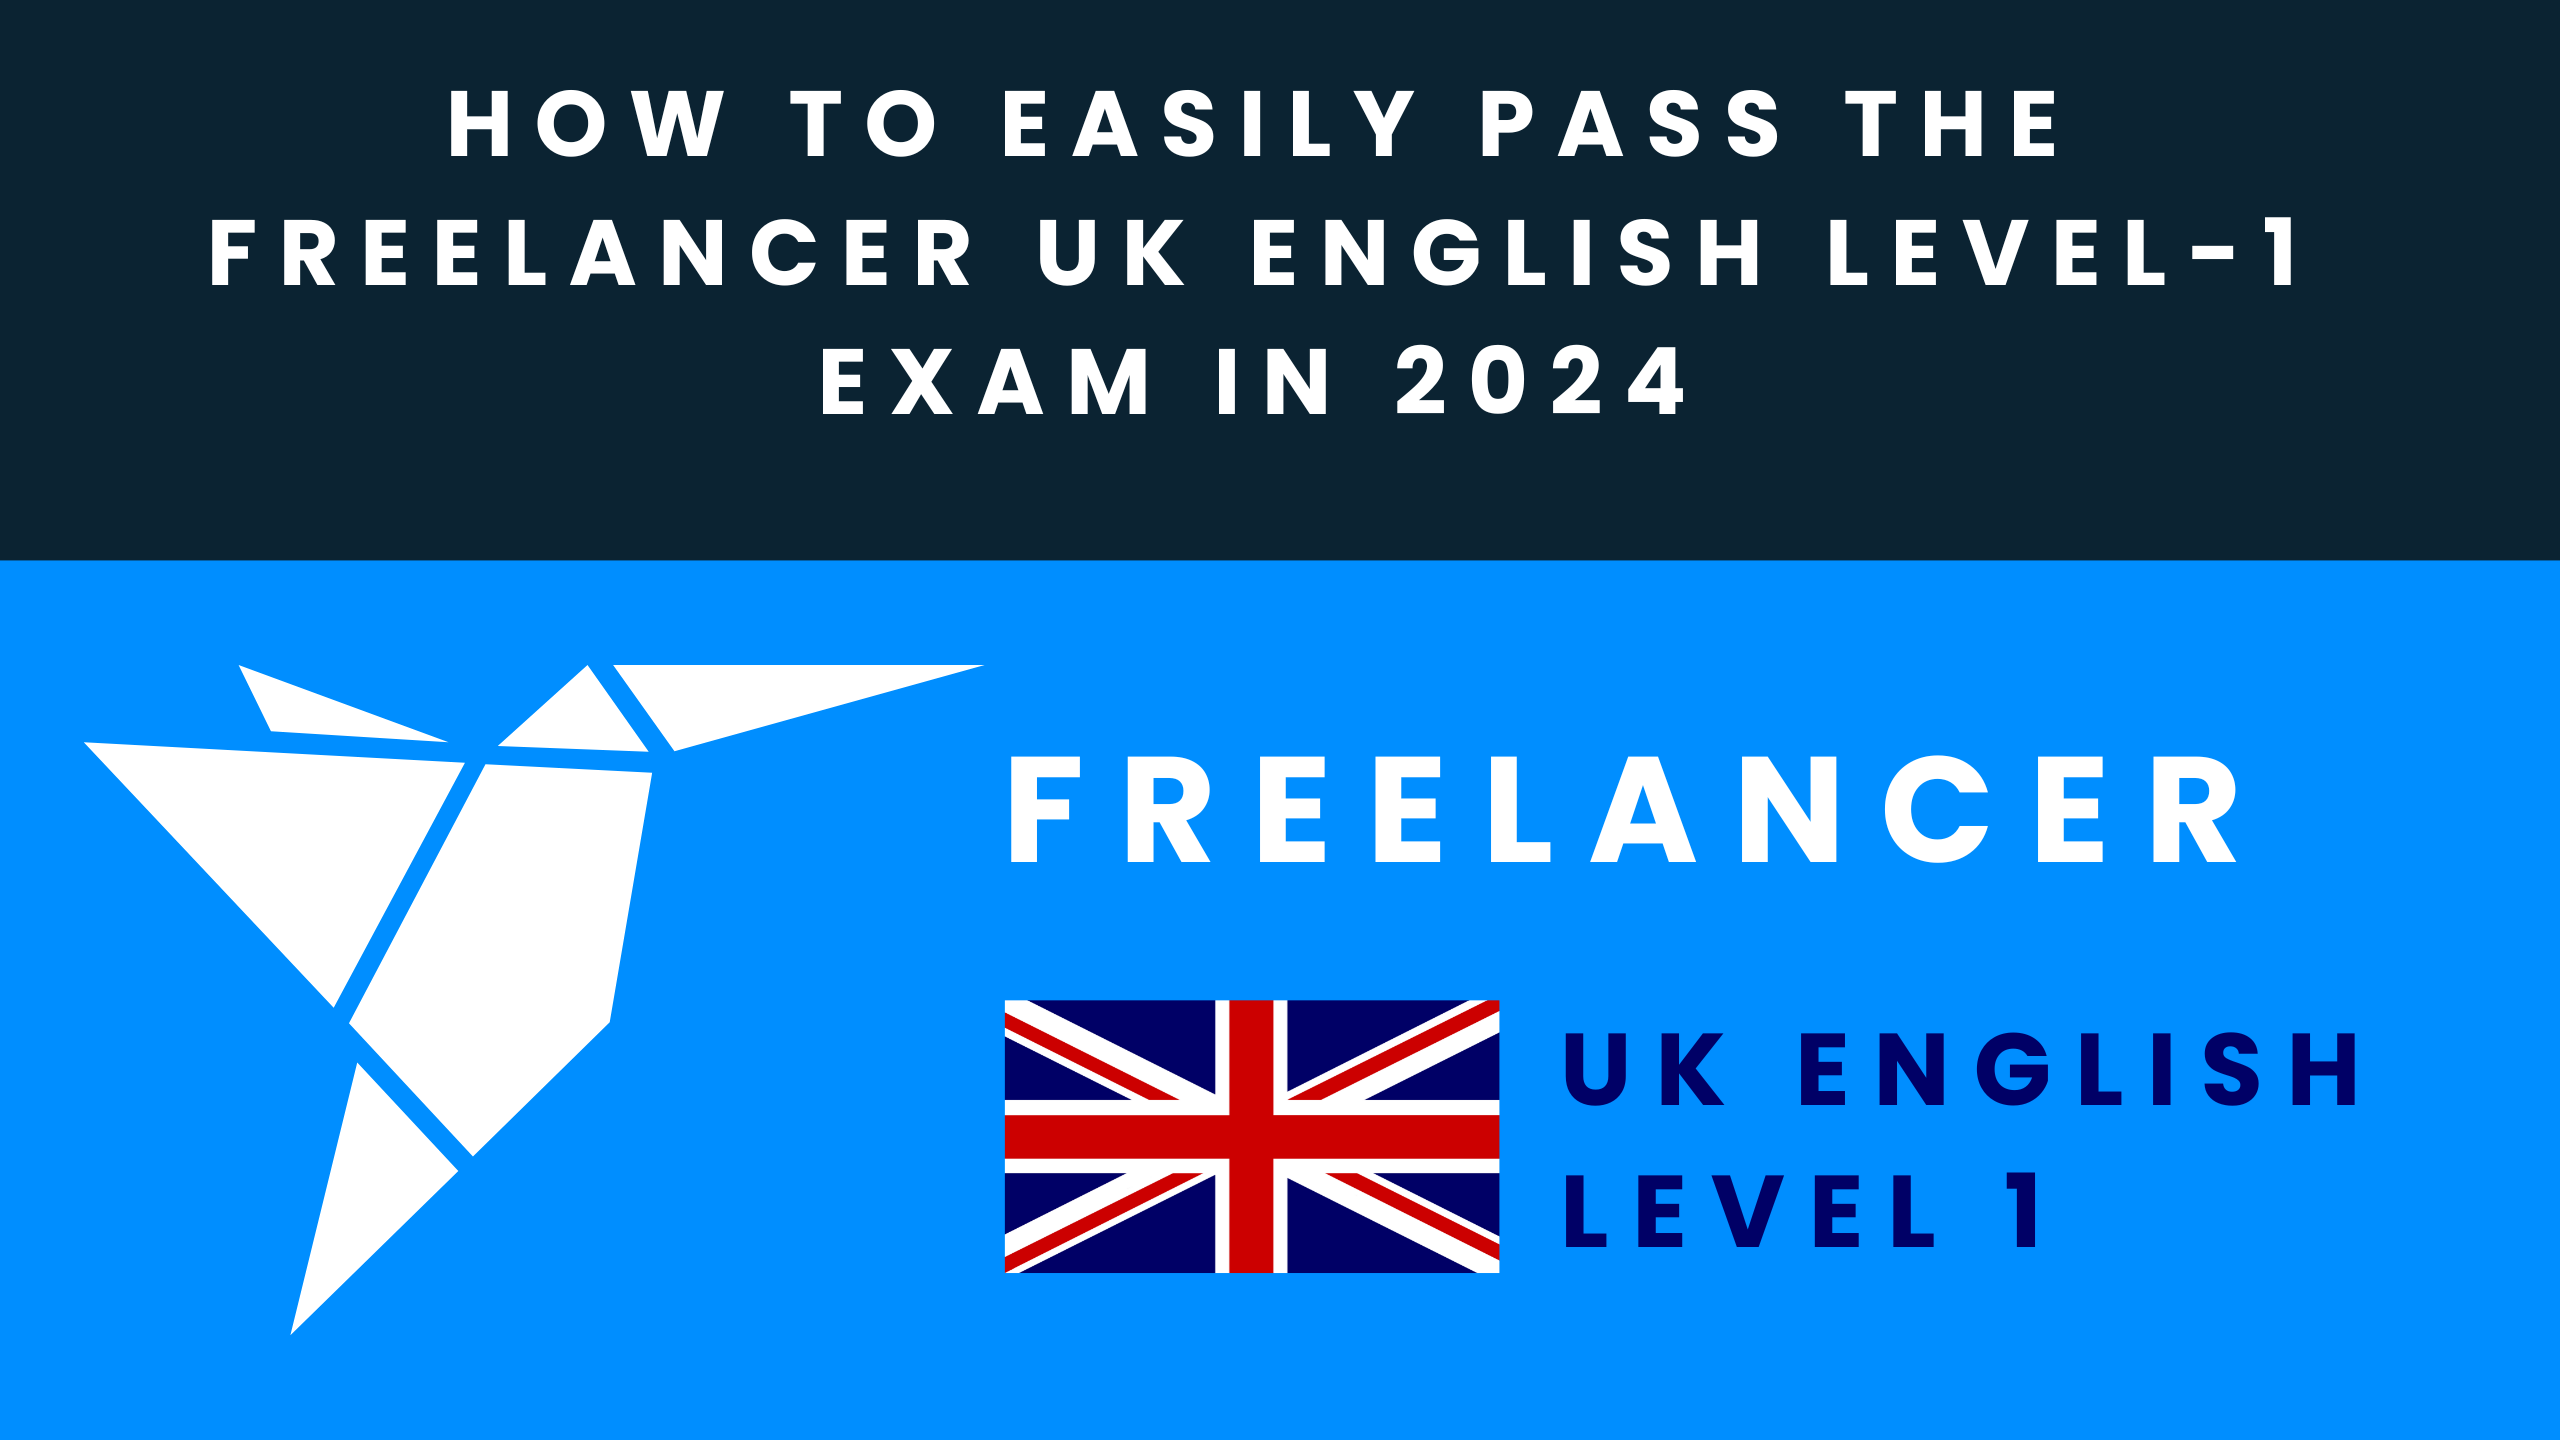 HOW TO EASILY PASS THE
FREELANCER UK ENGLISH LEVEL-1
EXAM IN 2024
FREELANCER
UK ENGLISH
LEVEL 1